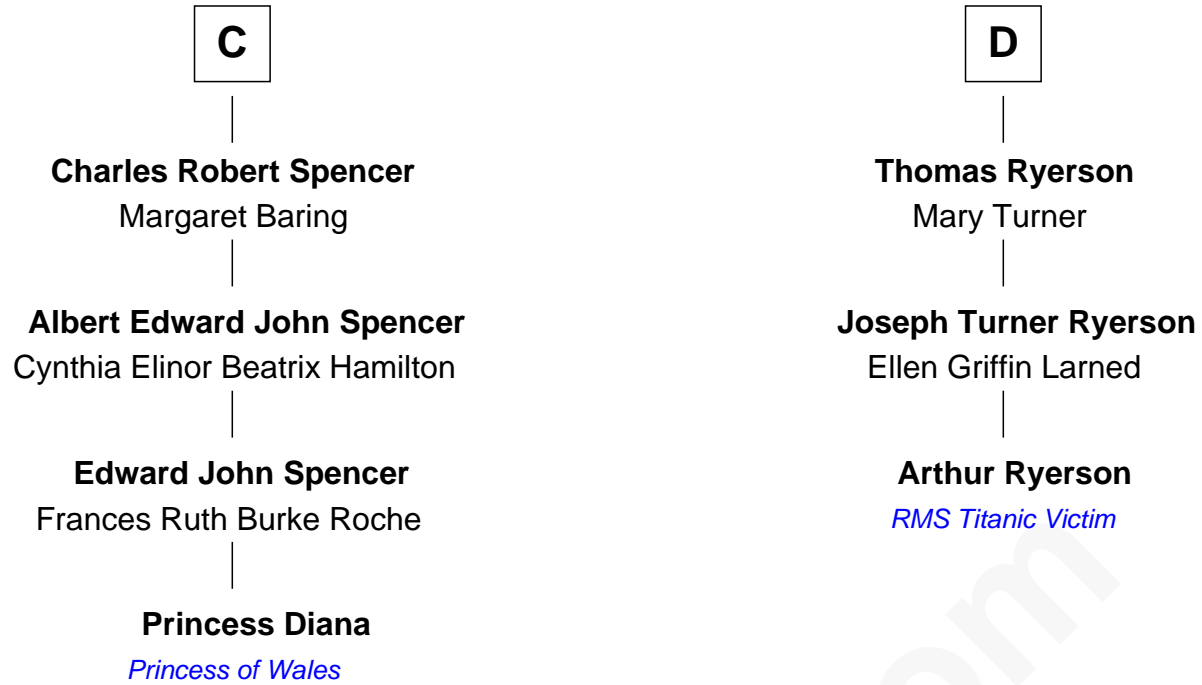 C
Charles Robert Spencer
Margaret Baring
Albert Edward John Spencer
Cynthia Elinor Beatrix Hamilton
Edward John Spencer
Frances Ruth Burke Roche
Princess Diana
Princess of Wales
D
Thomas Ryerson
Mary Turner
Joseph Turner Ryerson
Ellen Griffin Larned
Arthur Ryerson
RMS Titanic Victim
om